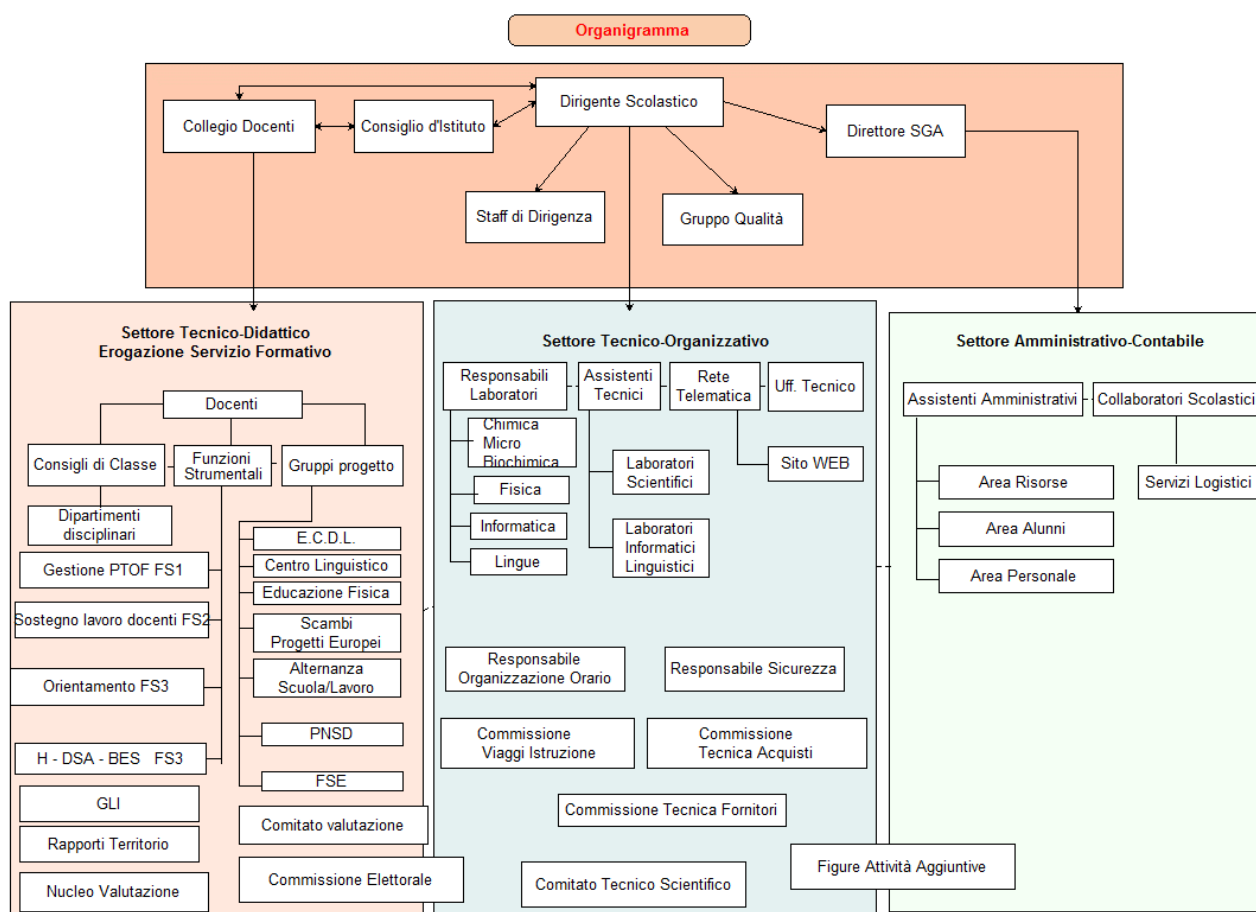 Organigramma
Dirigente Scolastico
Collegio Docenti
Consiglio d'Istituto
Direttore SGA
Staff di Dirigenza
Gruppo Qualità
Settore Tecnico-Didattico
Erogazione Servizio Formativo
Docenti
Consigli di Classe
Funzioni
Strumentali
Gruppi progetto
Dipartimenti
disciplinari
Gestione PTOF FS1
Sostegno lavoro docenti FS2
Orientamento FS3
H - DSA - BES FS3
GLI
Rapporti Territorio
Nucleo Valutazione
E.C.D.L.
Centro Linguistico
Educazione Fisica
Scambi
Progetti Europei
Alternanza
Scuola/Lavoro
PNSD
FSE
Comitato valutazione
Commissione Elettorale
Settore Tecnico-Organizzativo
Responsabili
Laboratori
Assistenti
Tecnici
Rete
Telematica
Uff. Tecnico
Chimica
Micro
Biochimica
Fisica
Informatica
Lingue
Laboratori
Scientifici
Laboratori
Informatici
Linguistici
Sito WEB
Responsabile
Organizzazione Orario
Responsabile Sicurezza
Commissione
Viaggi Istruzione
Commissione
Tecnica Acquisti
Commissione Tecnica Fornitori
Comitato Tecnico Scientifico
Figure Attività Aggiuntive
Settore Amministrativo-Contabile
Assistenti Amministrativi
Collaboratori Scolastici
Area Risorse
Area Alunni
Area Personale
Servizi Logistici